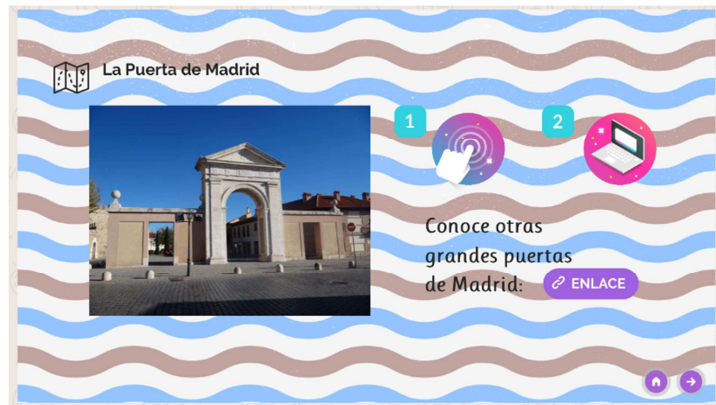 La Puerta de Madrid
1
2
Conoce otras
grandes puertas
de Madrid: ENLACE